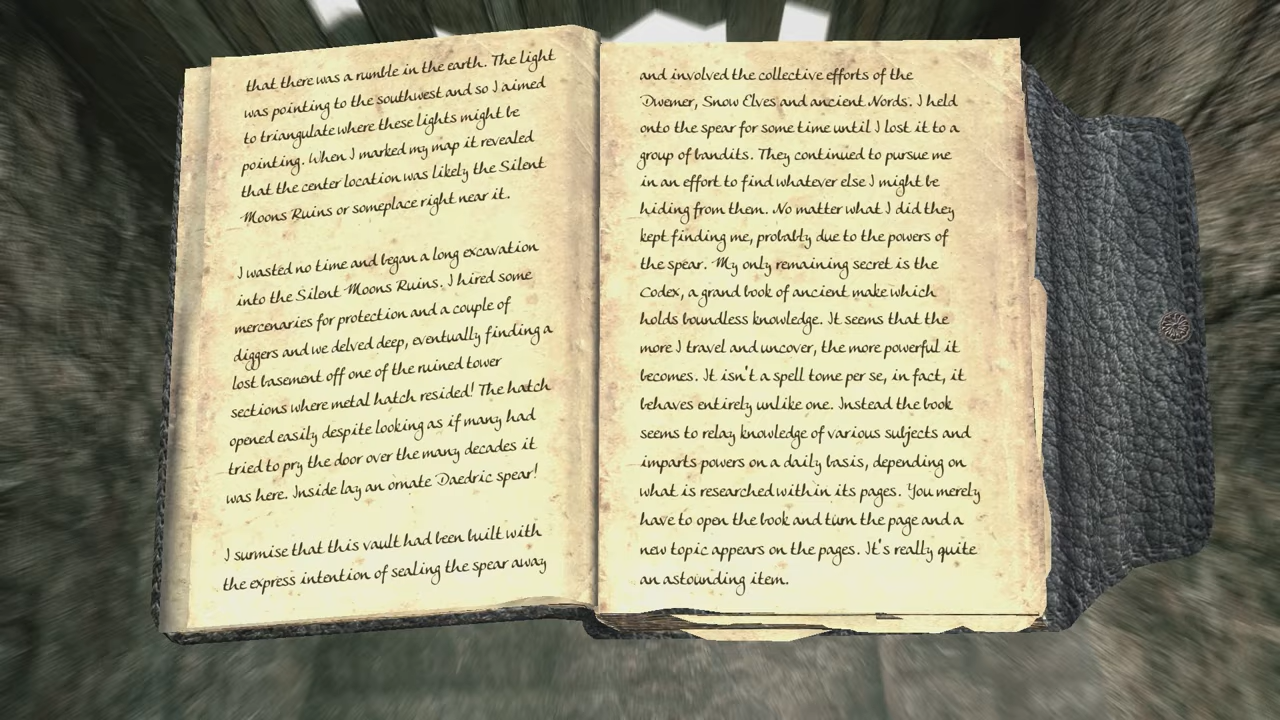 that there was a rumble in the earth. The light
was pointing to the southwest and so I aimed
to triangulate where these lights might be
pointing. When I marked my map it revealed
that the center location was likely the Silent
Moons Ruins or someplace right near it.

I wasted no time and began a long excavation
into the Silent Moons Ruins. I hired some
mercenaries for protection and a couple of
diggers and we delved deep, eventually finding a
lost basement off one of the ruined tower
sections where metal hatch resided! The hatch
opened easily despite looking as if many had
tried to pry the door over the many decades it
was here. Inside lay an ornate Daedric spear!

I surmise that this vault had been built with
the express intention of sealing the spear away
and involved the collective efforts of the
Dwemer, Snow Elves and ancient Nords. I held
onto the spear for some time until I lost it to a
group of bandits. They continued to pursue me
in an effort to find whatever else I might be
hiding from them. No matter what I did they
kept finding me, probably due to the powers of
the spear. My only remaining secret is the
Codex, a grand book of ancient make which
holds boundless knowledge. It seems that the
more I travel and uncover, the more powerful it
becomes. It isn't a spell tome per se, in fact, it
behaves entirely unlike one. Instead the book
seems to relay knowledge of various subjects and
imparts powers on a daily basis, depending on
what is researched within its pages. You merely
have to open the book and turn the page and a
new topic appears on the pages. It's really quite
an astounding item.